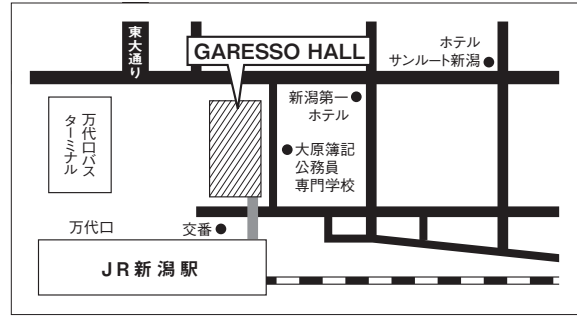 東大通り
GARESSO HALL
ホテル
サンルート新潟
新潟第一
ホテル
万代口バス
ターミナル
大原簿記
公務員
専門学校
万代口
交番
JR新潟駅